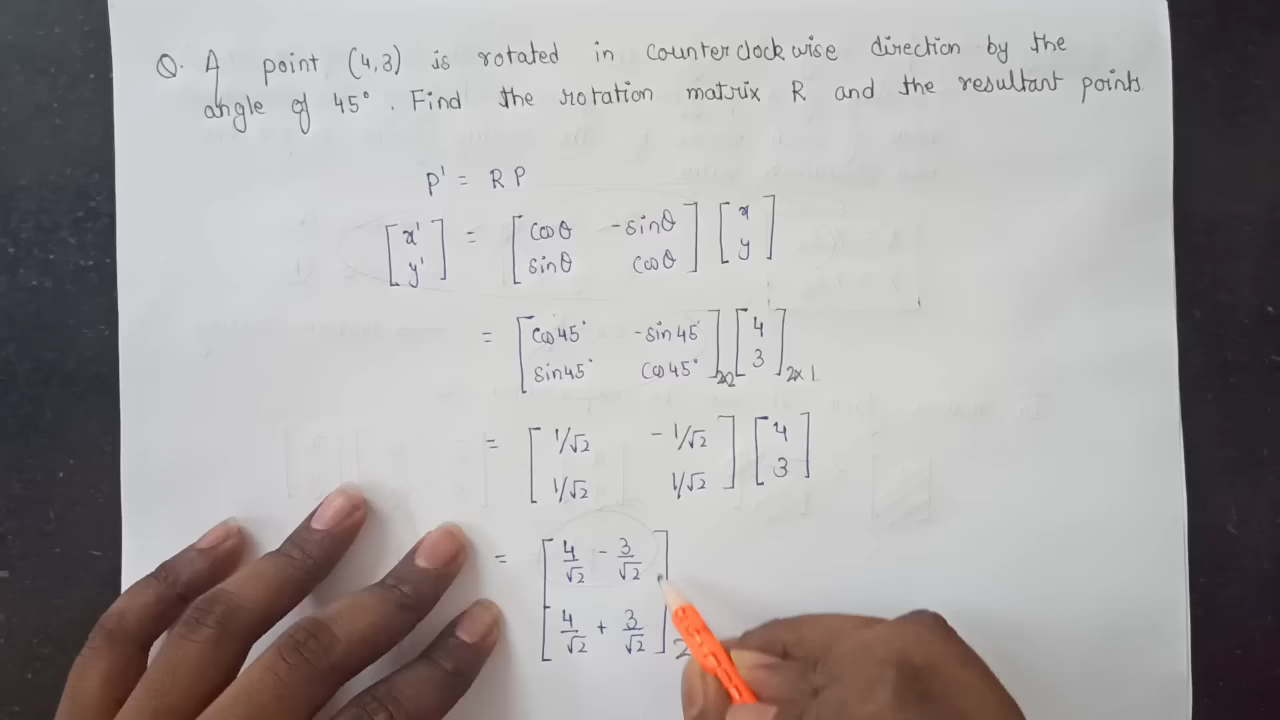 Q. A point (4,3) is rotated in counterclockwise direction by the
angle of 45°. Find the rotation matrix R and the resultant points.
P' = R P
[x' y'] = [cosθ -sinθ sinθ cosθ] [x y]
= [cos45° -sin45° sin45° cos45°] [4 3] 2x1
= [1/√2 -1/√2 1/√2 1/√2] [4 3]
= [4/√2 - 3/√2 4/√2 + 3/√2] 2